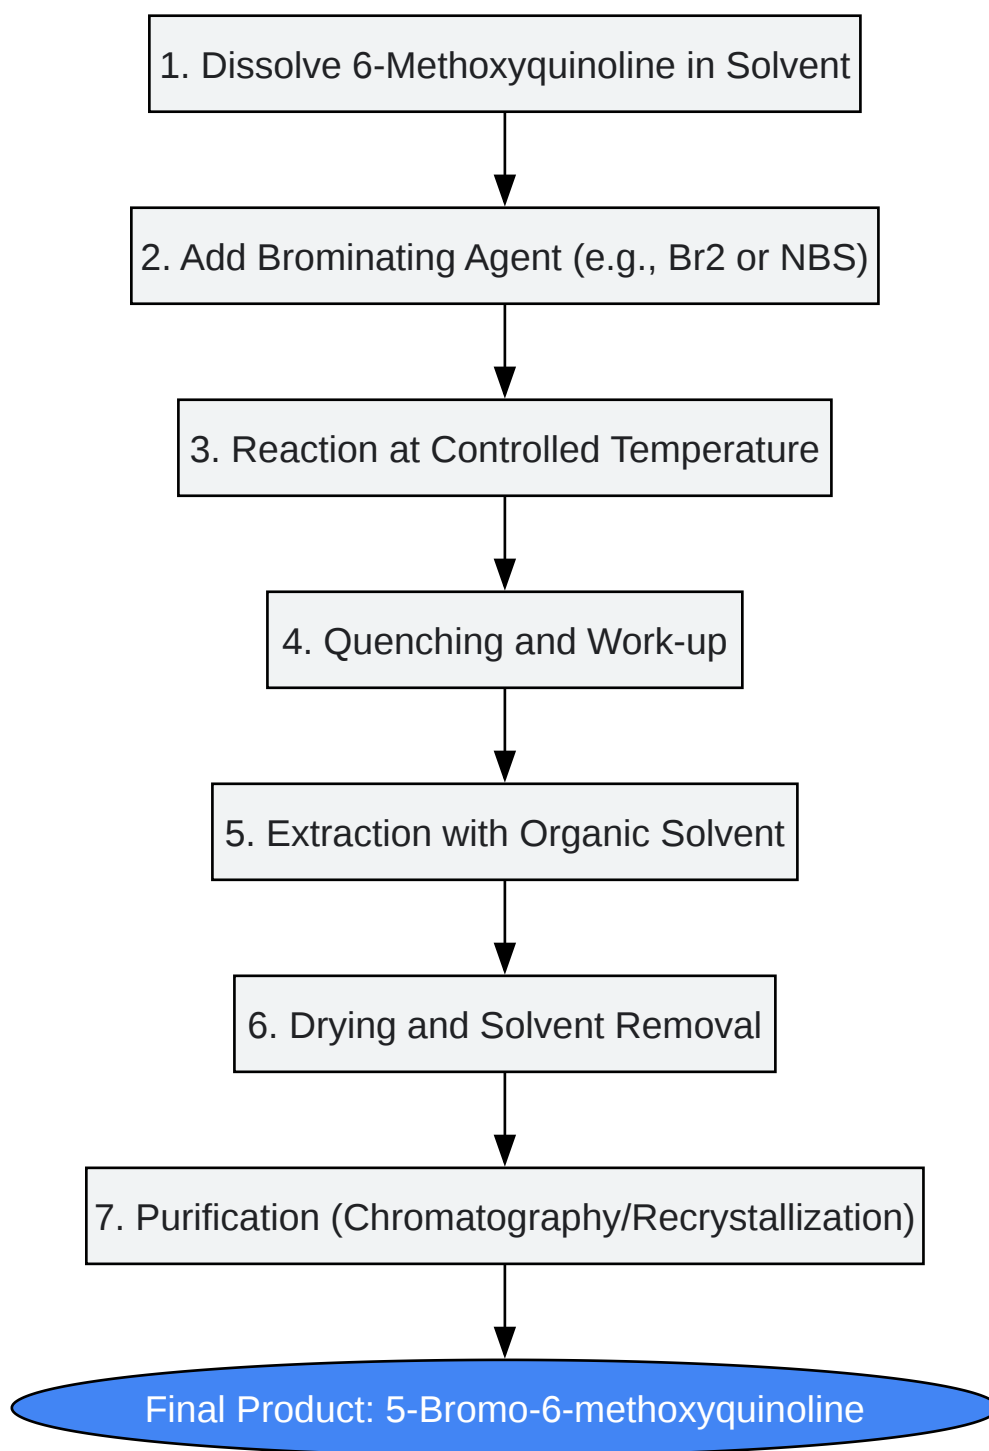 1. Dissolve 6-Methoxyquinoline in Solvent
2. Add Brominating Agent (e.g., Br2 or NBS)
3. Reaction at Controlled Temperature
4. Quenching and Work-up
5. Extraction with Organic Solvent
6. Drying and Solvent Removal
7. Purification (Chromatography/Recrystallization)
Final Product: 5-Bromo-6-methoxyquinoline